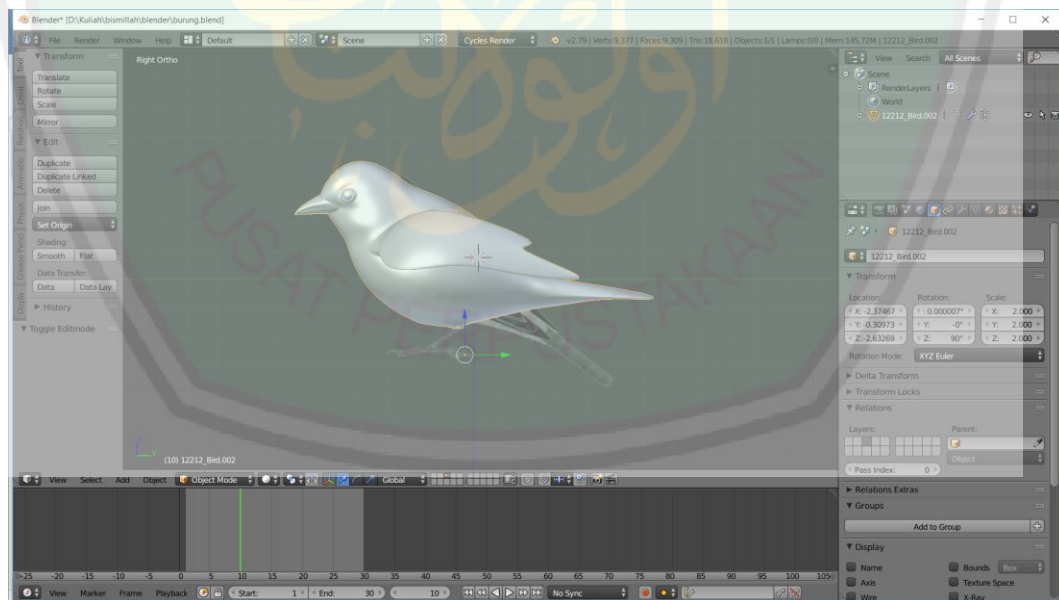 Blender* [D:\Kuliah\bismillah\blender\burung.blend]
File Render Window Help Default Scene Cycles Render v2.79 | Verts:9,377 | Faces:9,309 | Tris:18,618 | Objects:1/1 | Lamps:0/0 | Mem:145.72M | 12212_Bird.002
Transform
Translate
Rotate
Scale
Mirror
Edit
Duplicate
Duplicate Linked
Delete
Join
Set Origin
Shading:
Smooth Flat
Data Transfer:
Data Data Lay
History
Toggle Editmode
Right Ortho
PUSAT PERPUSTAKAAN
(10) 12212_Bird.002
View Search All Scenes
Scene
RenderLayers
World
12212_Bird.002
12212_Bird.002
12212_Bird.002
Transform
Location: Rotation: Scale:
X: -2.37467 : 0.000007° X: 2.000
Y: -0.30973 Y: -0° Y: 2.000
Z:-2.63269 Z: 90° Z: 2.000
Rotation Mode: XYZ Euler
Delta Transform
Transform Locks
Relations
Layers: Parent:
Object
Pass Index: 0
Relations Extras
Groups
Add to Group
Display
Name Bounds Box
Axis Texture Space
Wire X-Ray
View Select Add Object Object Mode Global
-25 -20 -15 -10 -5 0 5 10 15 20 25 30 35 40 45 50 55 60 65 70 75 80 85 90 95 100 105
View Marker Frame Playback Start: 1 End: 30 10 No Sync